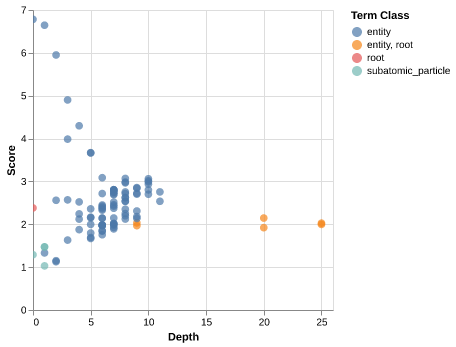 7
6
5
4
3
2
1
0
Score
0 5 10 15 20 25
Depth
Term Class
entity
entity, root
root
subatomic_particle